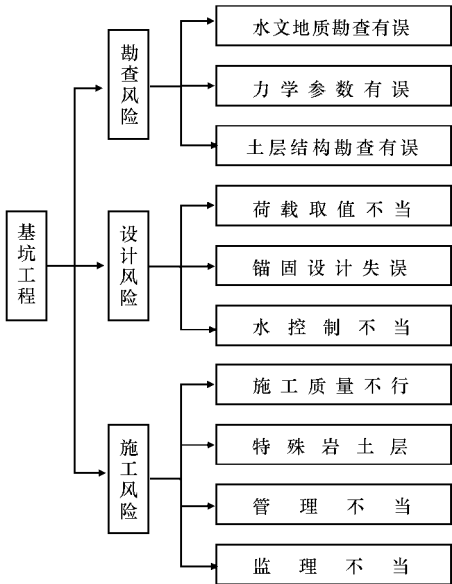 基坑工程
勘查风险
水文地质勘查有误
力学参数有误
土层结构勘查有误
设计风险
荷载取值不当
锚固设计失误
水控制不当
施工风险
施工质量不行
特殊岩土层
管理不当
监理不当